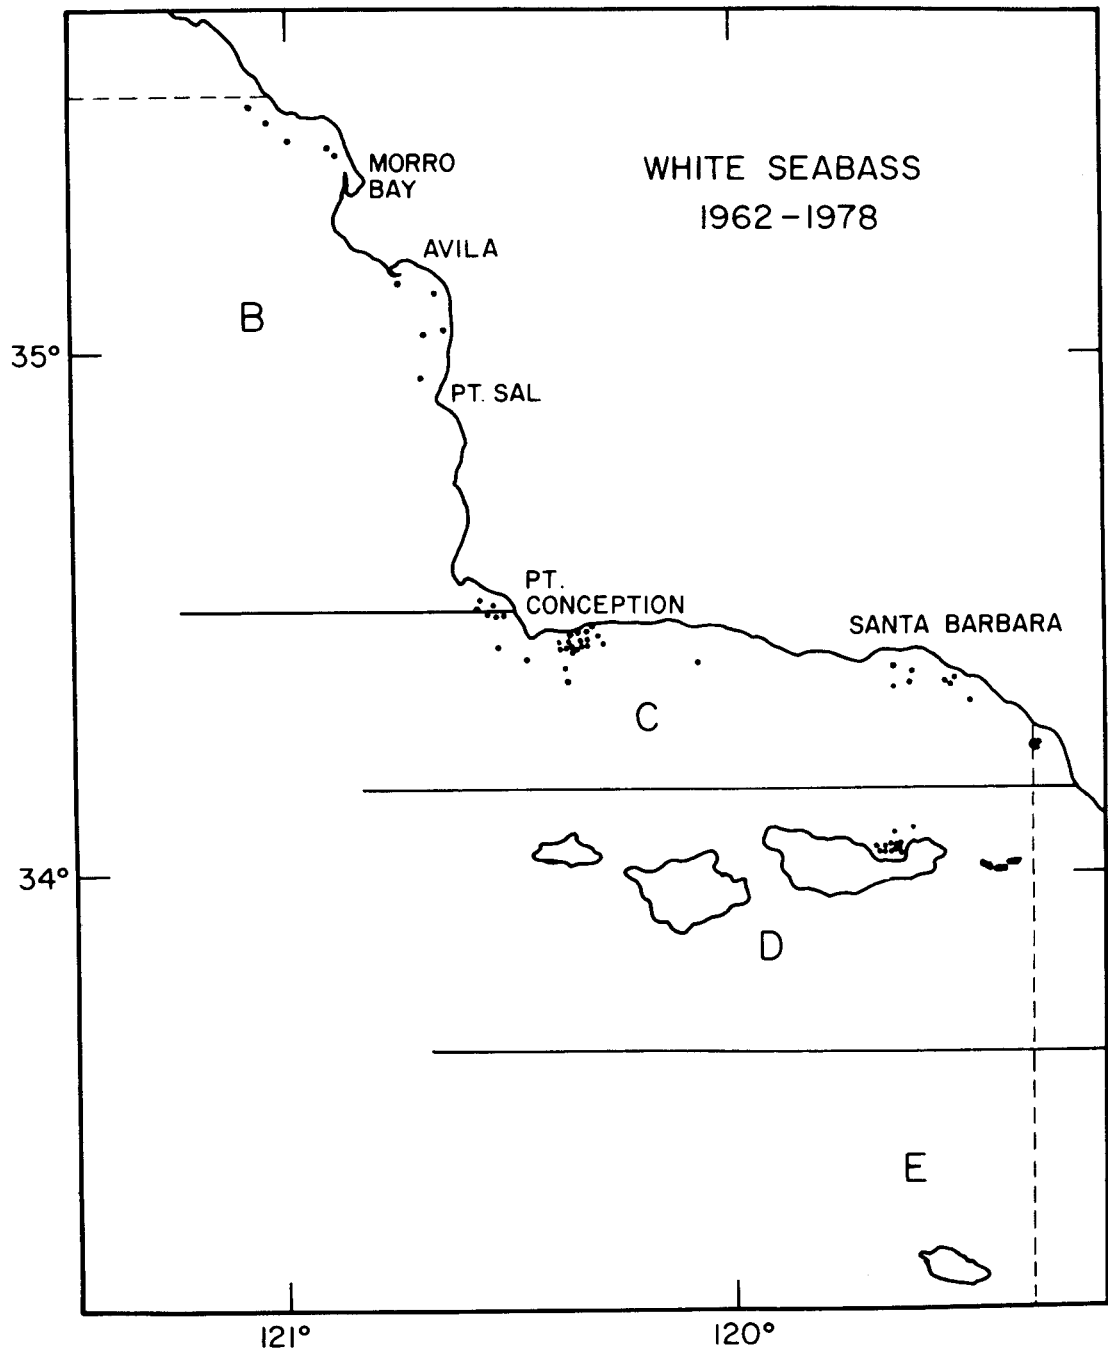 MORRO
BAY
WHITE SEABASS
1962-1978
AVILA
B
35°
PT. SAL
PT.
CONCEPTION
SANTA BARBARA
C
34°
D
E
121°
120°